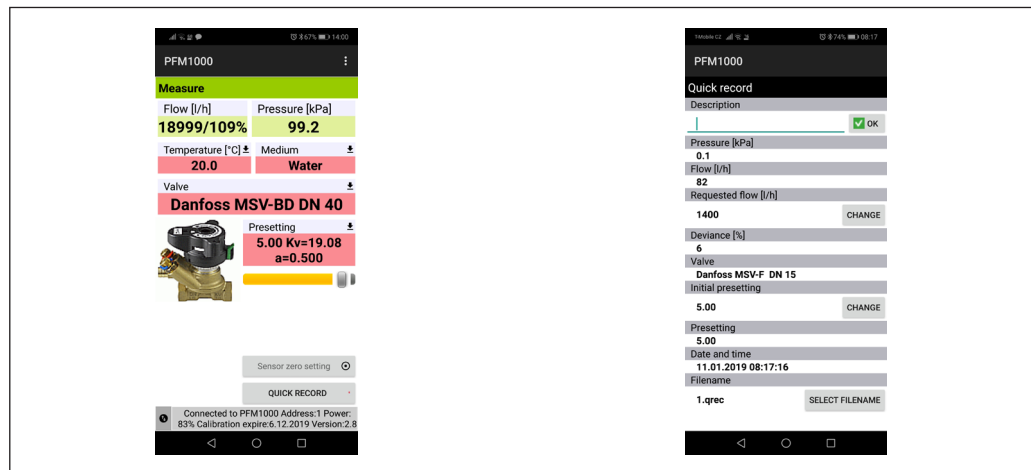 67% 14:00
PFM1000
Measure
Flow [l/h] Pressure [kPa]
18999/109% 99.2
Temperature [°C] Medium
20.0 Water
Valve
Danfoss MSV-BD DN 40
Presetting
5.00 Kv=19.08
a=0.500
Sensor zero setting
QUICK RECORD
Connected to PFM1000 Address:1 Power:
83% Calibration expire:6.12.2019 Version:2.8
T-Mobile CZ 74% 08:17
PFM1000
Quick record
Description
OK
Pressure [kPa]
0.1
Flow [l/h]
82
Requested flow [l/h]
1400 CHANGE
Deviance [%]
6
Valve
Danfoss MSV-F DN 15
Initial presetting
5.00 CHANGE
Presetting
5.00
Date and time
11.01.2019 08:17:16
Filename
1.qrec SELECT FILENAME